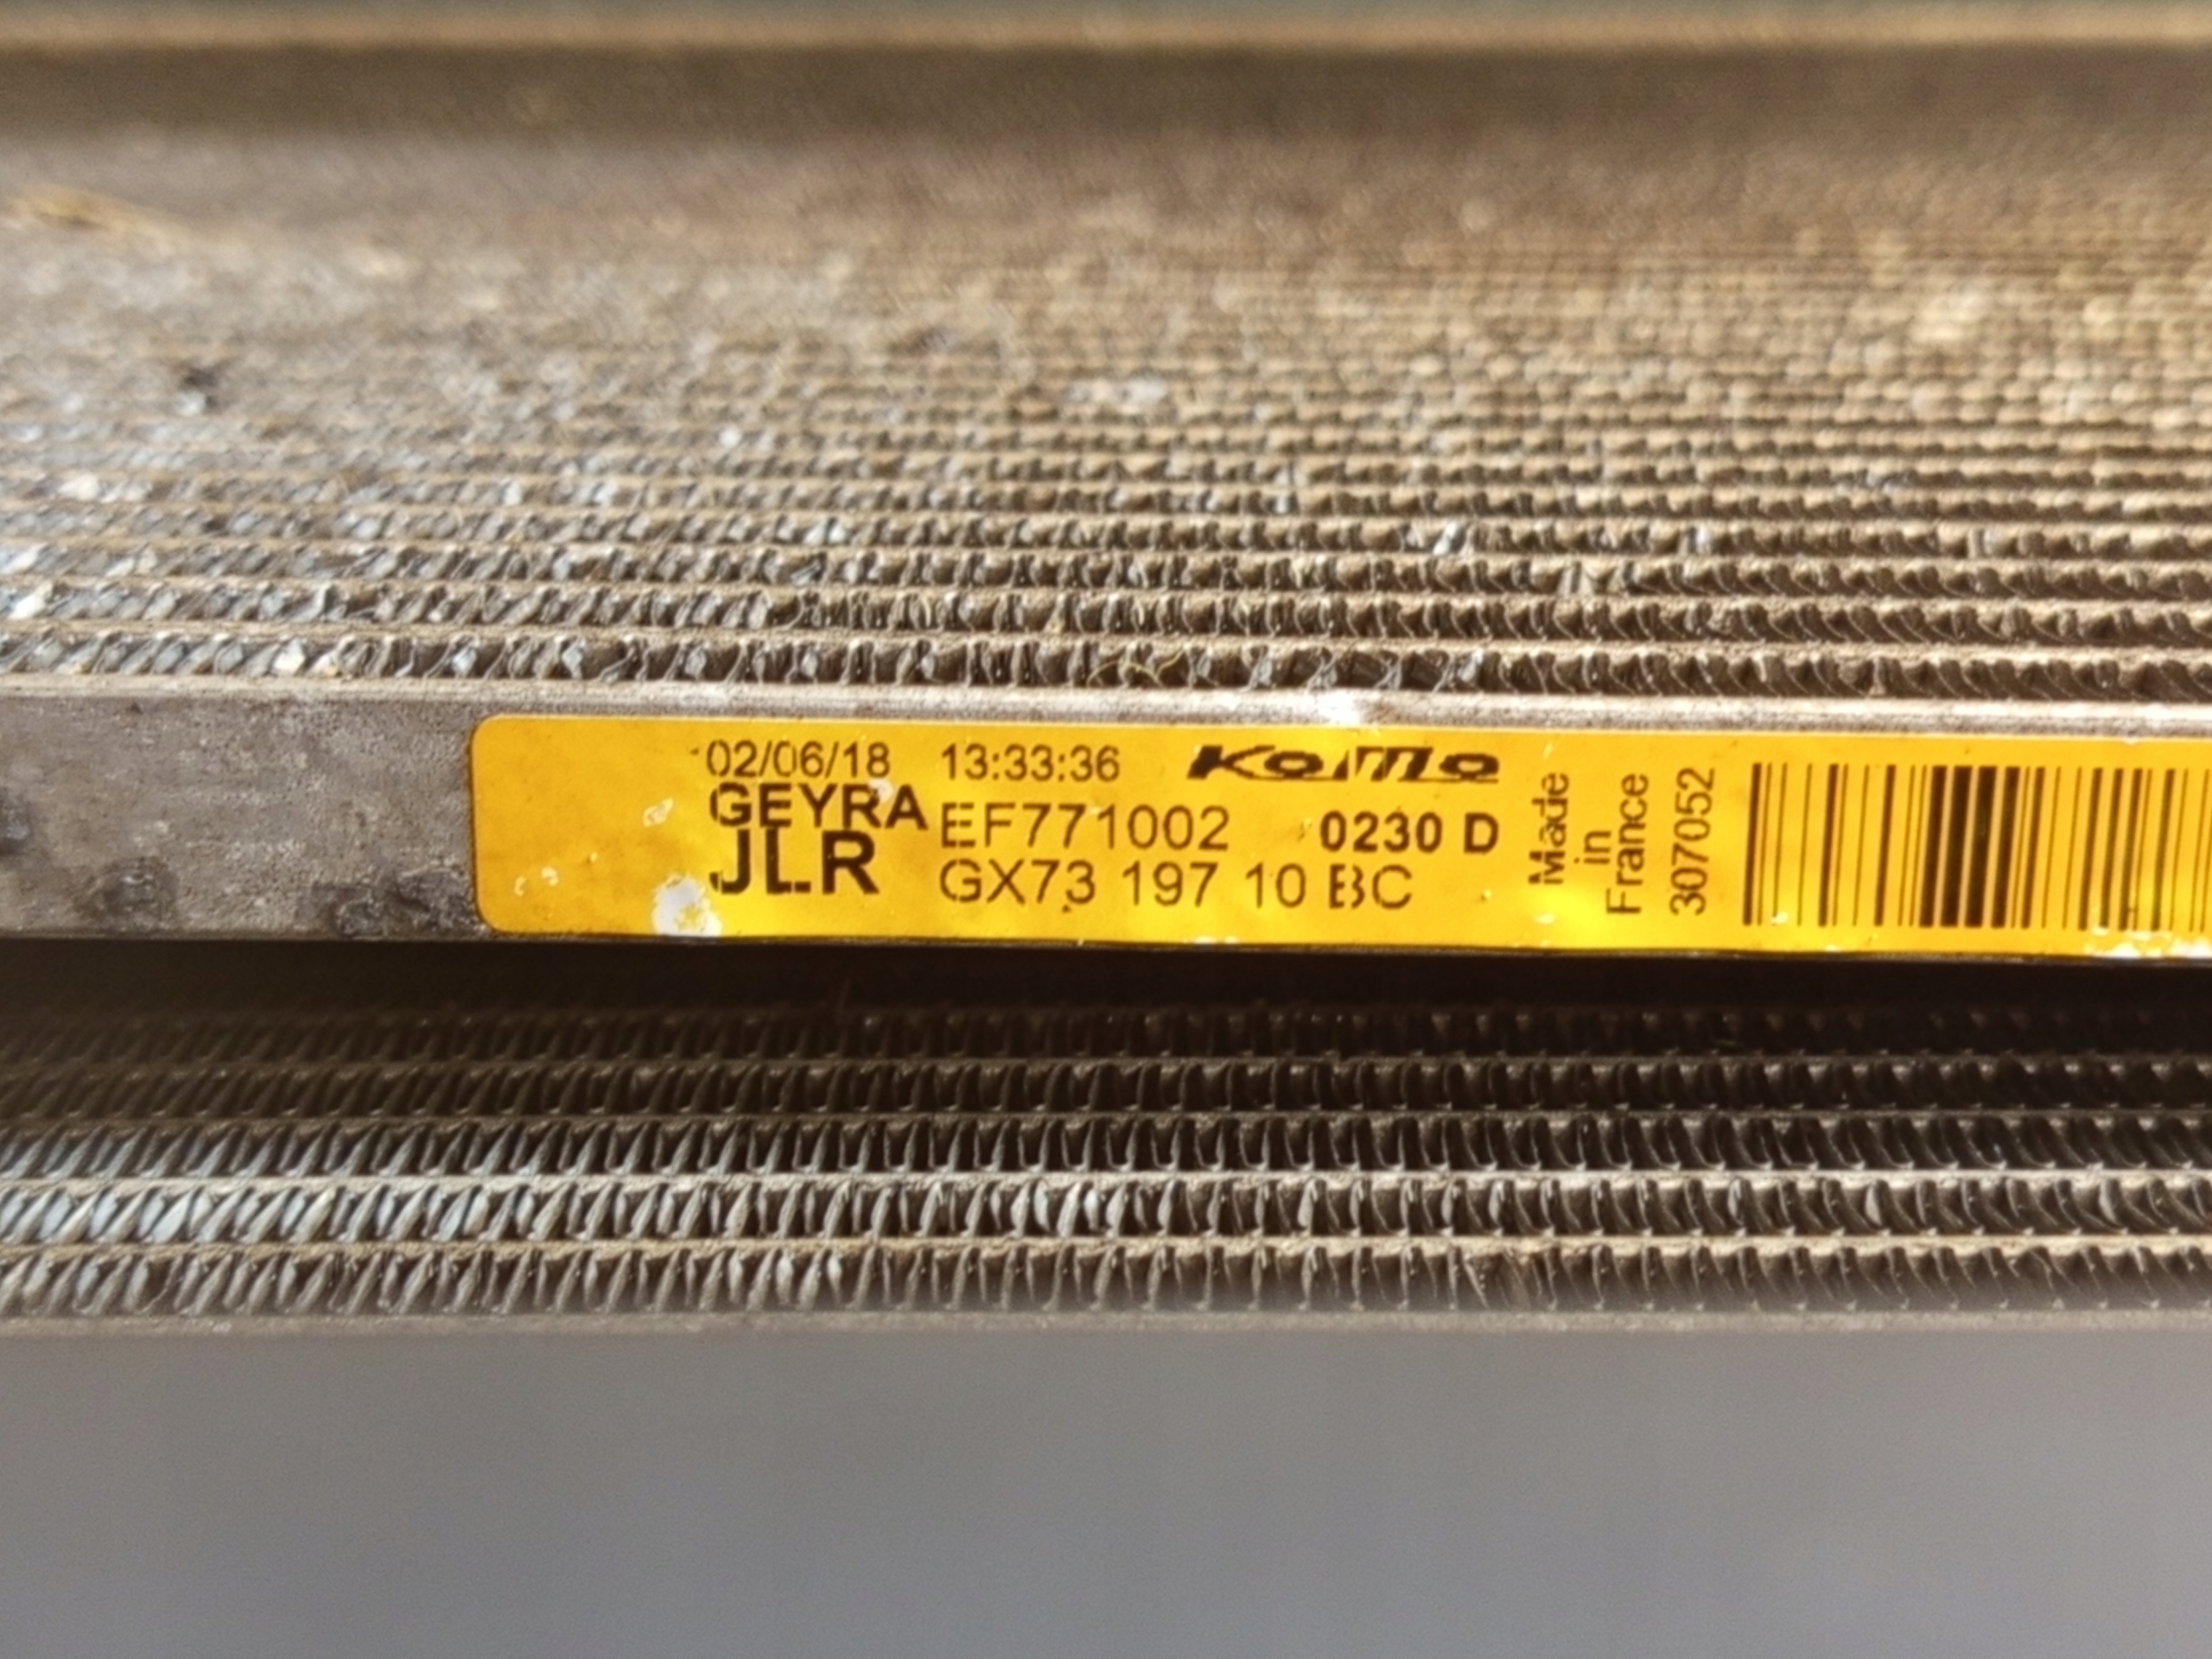 02/06/18 13:33:36 KoMo
GEYRA EF771002 0230 D
JLR GX73 197 10 BC
Made
in
France
307052